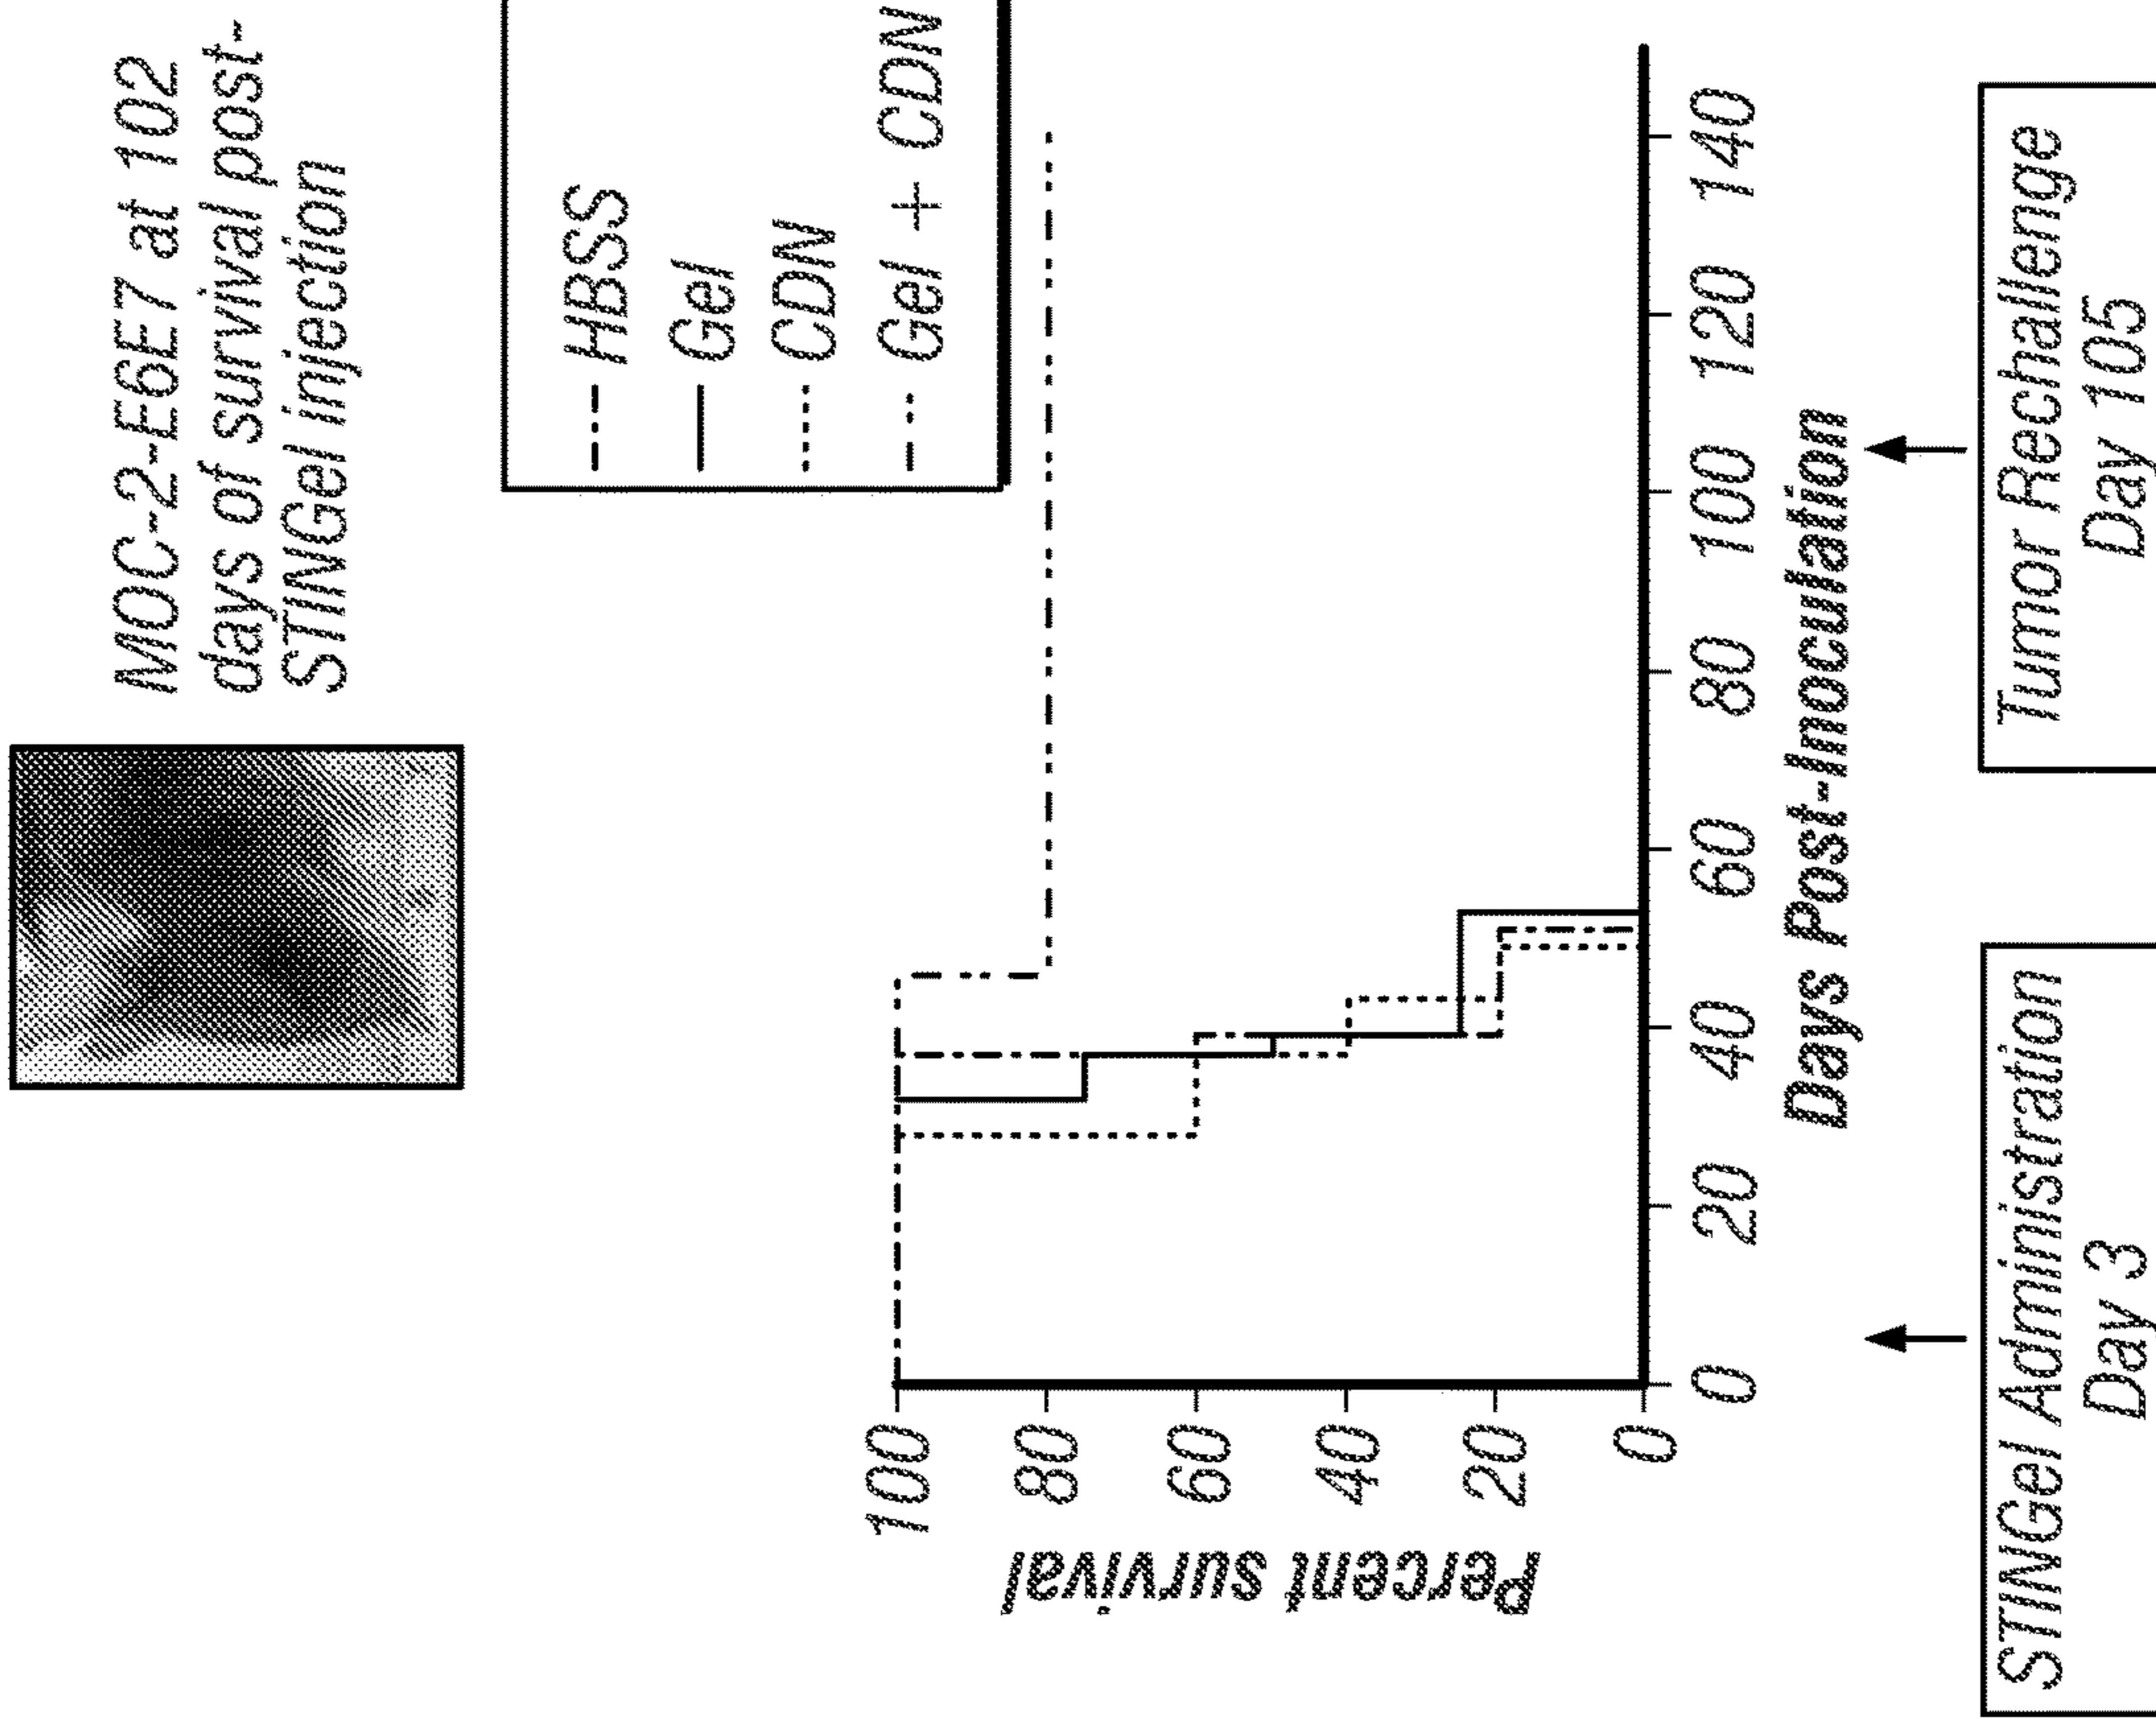 MOC-2-E6E7 at 102
days of survival post-
STINGel injection
HBSS
Gel
CDN
Gel + CDN
Percent survival
100
80
60
40
20
0
0 20 40 60 80 100 120 140
Days Post-Inoculation
STINGel Administration
Day 3
Tumor Rechallenge
Day 105